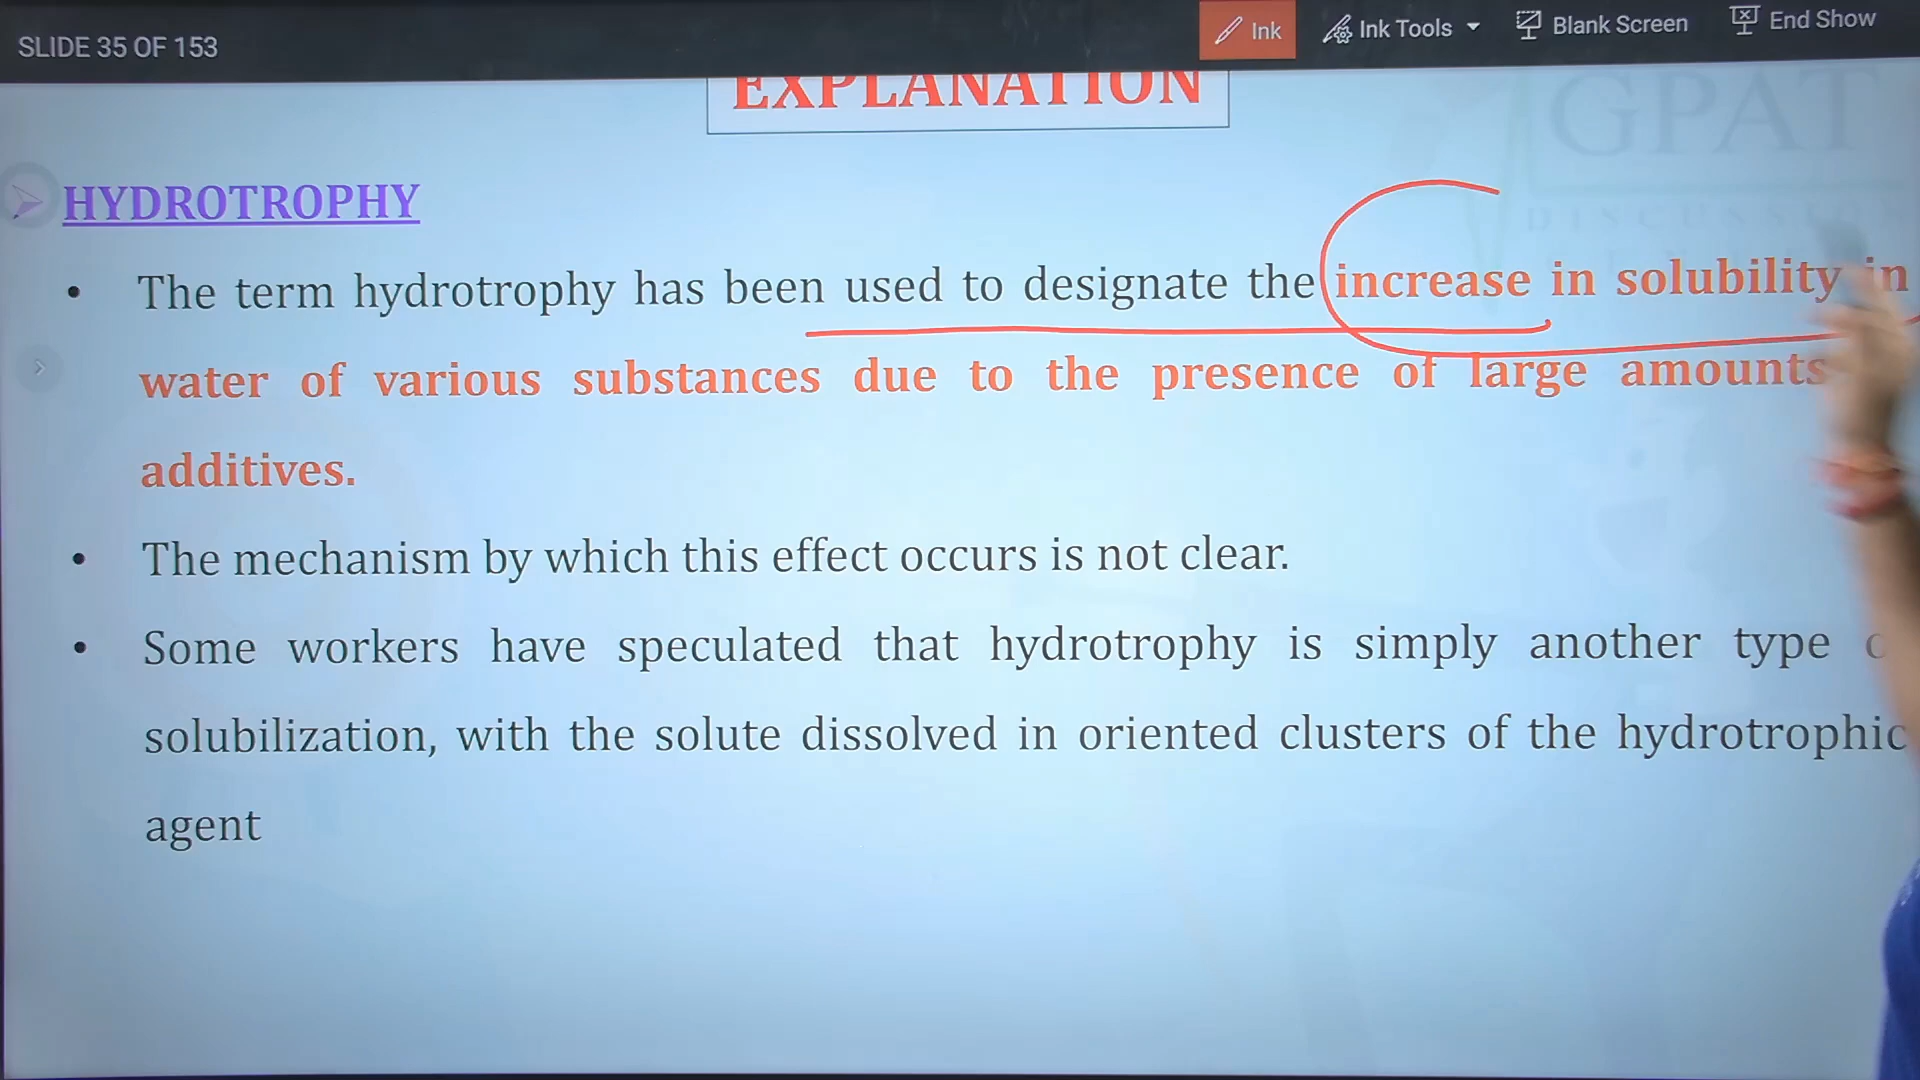 SLIDE 35 OF 153
Ink
Ink Tools
Blank Screen
End Show
EXPLANATION
GPAT
HYDROTROPHY
• The term hydrotrophy has been used to designate the increase in solubility in
water of various substances due to the presence of large amounts
additives.
• The mechanism by which this effect occurs is not clear.
• Some workers have speculated that hydrotrophy is simply another type
solubilization, with the solute dissolved in oriented clusters of the hydrotrophic
agent